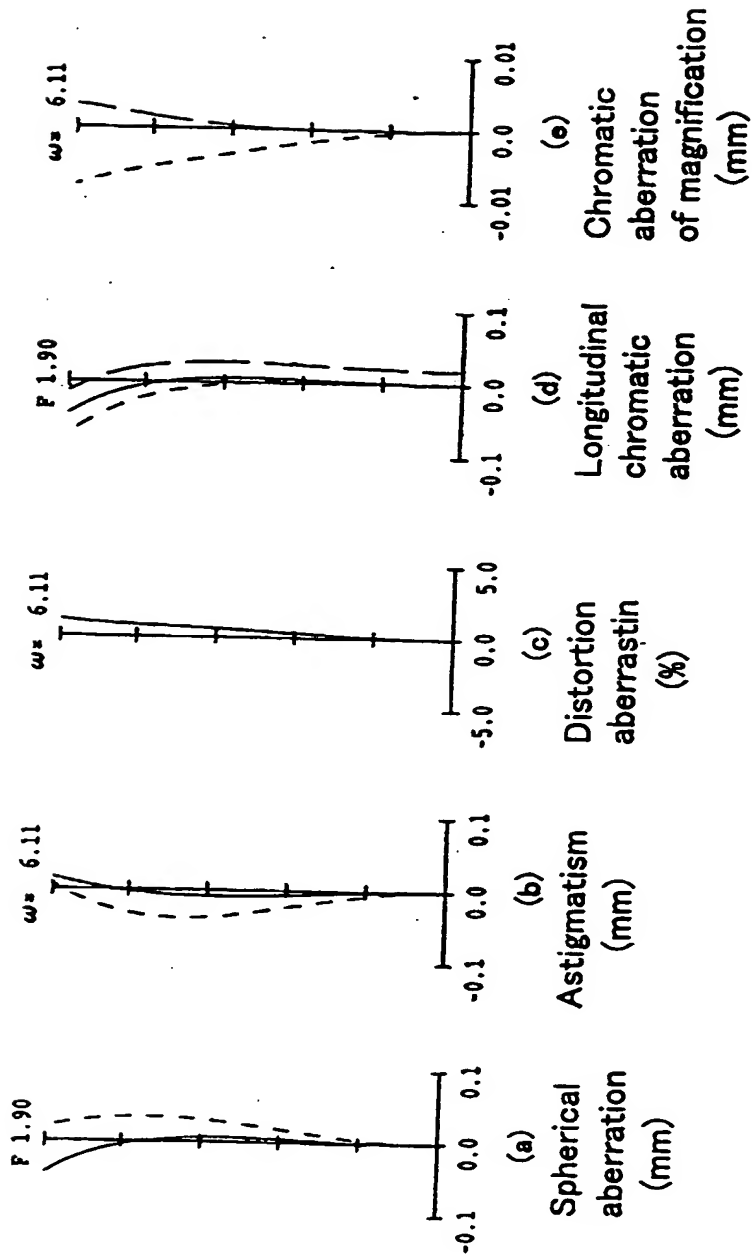 F 1.90
-0.1 0.0 0.1
(a)
Spherical
aberration
(mm)
ω= 6.11
-0.1 0.0 0.1
(b)
Astigmatism
(mm)
ω= 6.11
-5.0 0.0 5.0
(c)
Distortion
aberrastin
(%)
F 1.90
-0.1 0.0 0.1
(d)
Longitudinal
chromatic
aberration
(mm)
ω= 6.11
-0.01 0.0 0.01
(e)
Chromatic
aberration
of magnification
(mm)